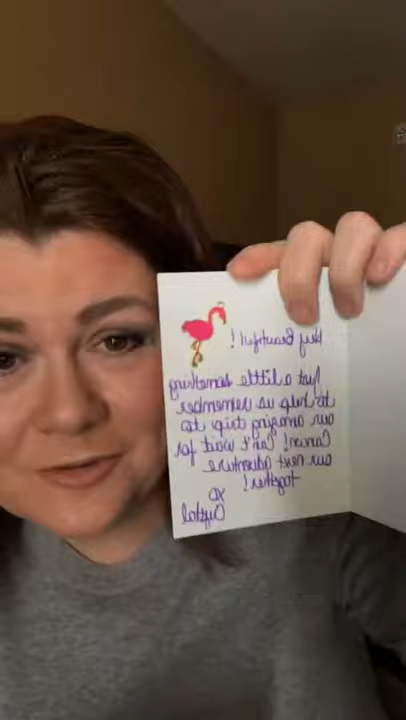 Hey Beautiful!
Just a little something
to help us remember
our amazing trip to
Cancun! Can't wait for
our next adventure
together!
XO
Crystal